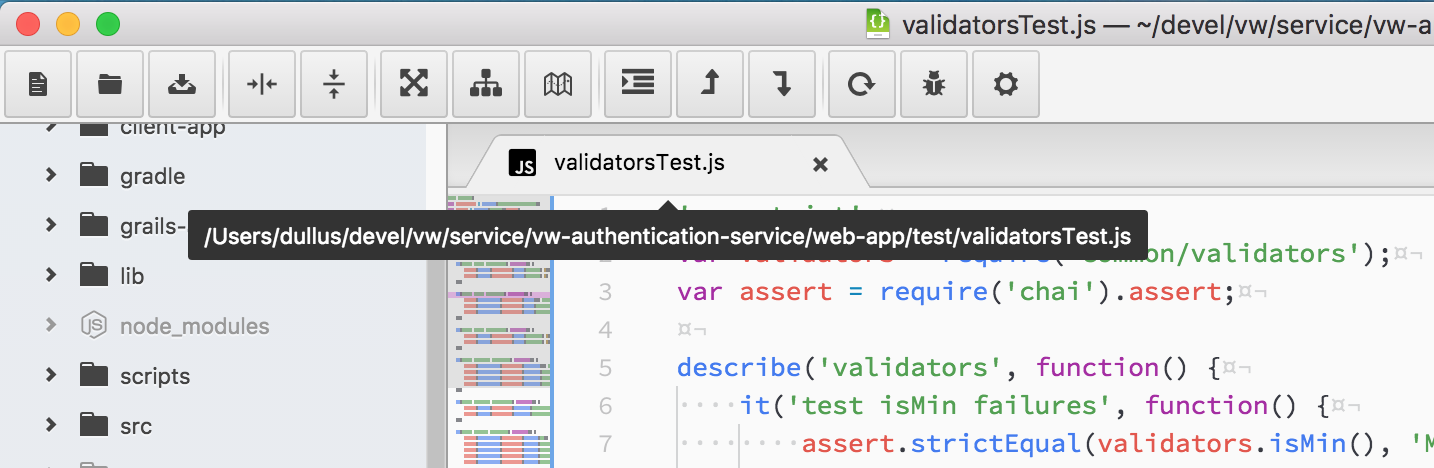 validatorsTest.js — ~/devel/vw/service/vw-a
client-app
gradle
grails-
lib
node_modules
scripts
src
JS validatorsTest.js
/Users/dullus/devel/vw/service/vw-authentication-service/web-app/test/validatorsTest.js
1
2 var validators = require('common/validators');¤¬
3 var assert = require('chai').assert;¤¬
4 ¤¬
5 describe('validators', function() {¤¬
6 ····it('test isMin failures', function() {¤¬
7 ········assert.strictEqual(validators.isMin(), 'M